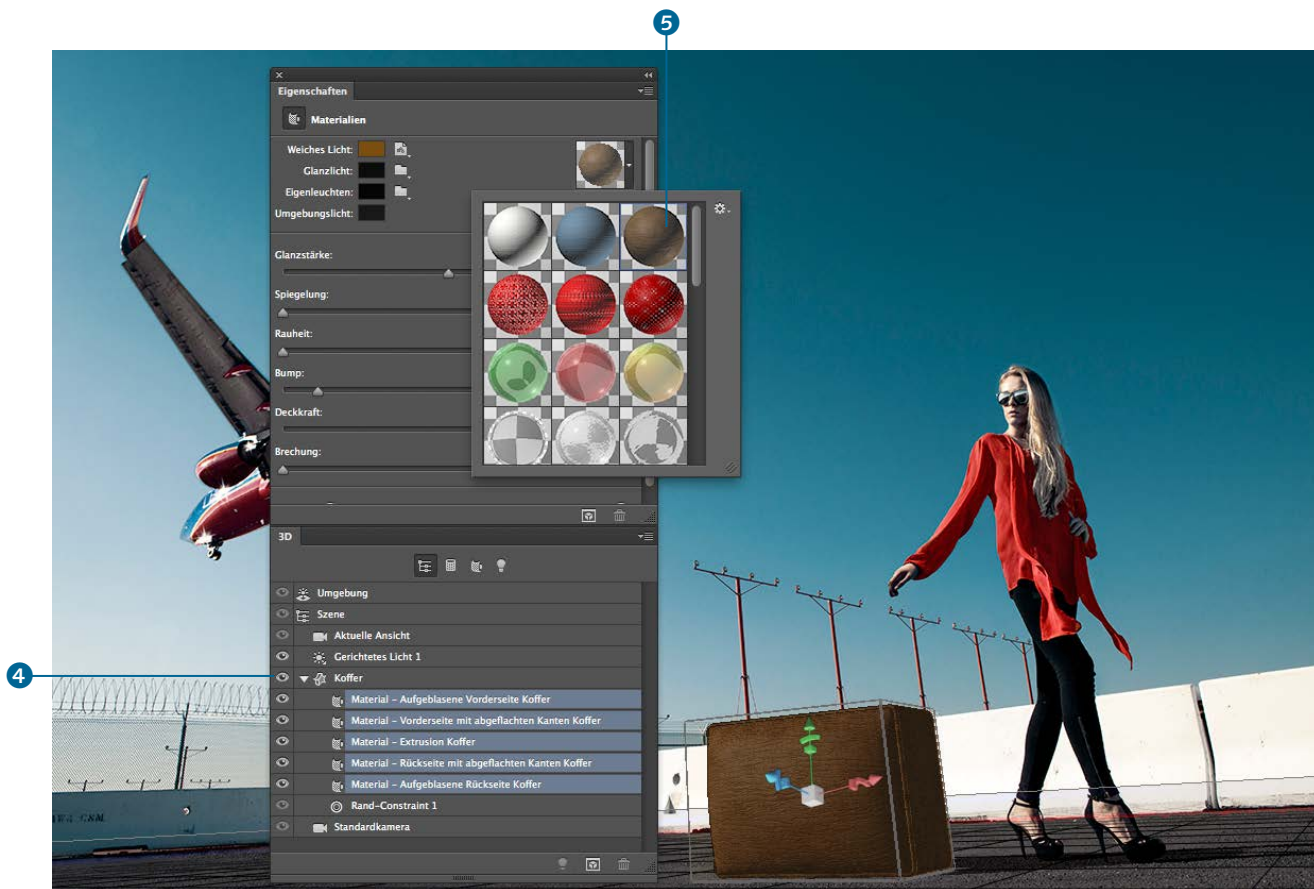 5
Eigenschaften
Materialien
Weiches Licht:
Glanzlicht:
Eigenleuchten:
Umgebungslicht:
Glanzstärke:
Spiegelung:
Rauheit:
Bump:
Deckkraft:
Brechung:
3D
Umgebung
Szene
Aktuelle Ansicht
Gerichtetes Licht 1
4
Koffer
Material – Aufgeblasene Vorderseite Koffer
Material – Vorderseite mit abgeflachten Kanten Koffer
Material – Extrusion Koffer
Material – Rückseite mit abgeflachten Kanten Koffer
Material – Aufgeblasene Rückseite Koffer
Rand-Constraint 1
Standardkamera